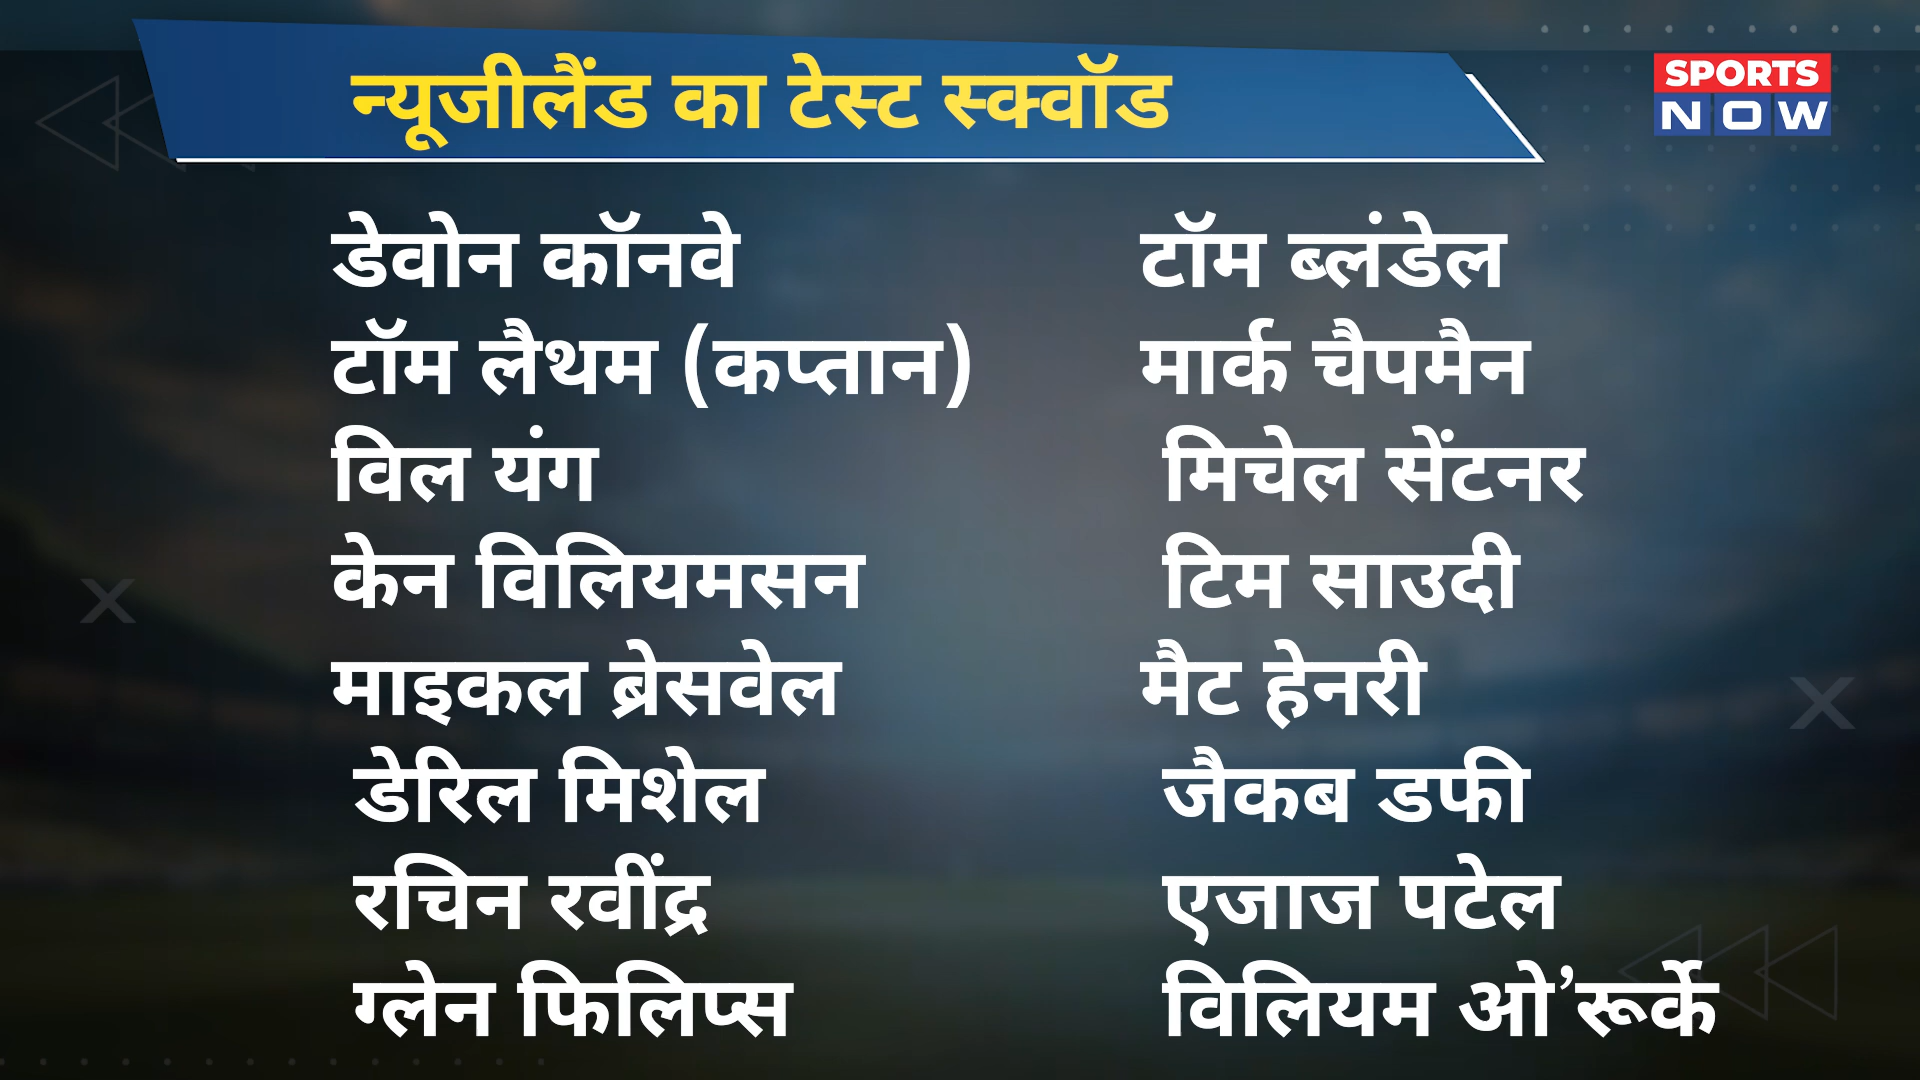 न्यूजीलैंड का टेस्ट स्क्वॉड
SPORTS
NOW
डेवोन कॉनवे
टॉम लैथम (कप्तान)
विल यंग
केन विलियमसन
माइकल ब्रेसवेल
डेरिल मिशेल
रचिन रवींद्र
ग्लेन फिलिप्स
टॉम ब्लंडेल
मार्क चैपमैन
मिचेल सेंटनर
टिम साउदी
मैट हेनरी
जैकब डफी
एजाज पटेल
विलियम ओ’रूर्के